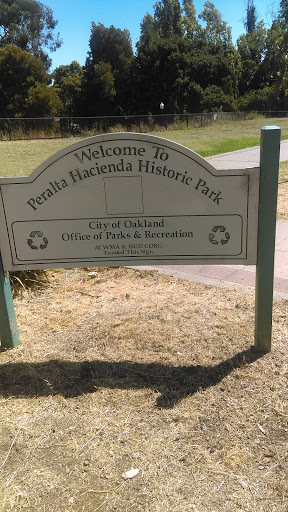 Welcome To
Peralta Hacienda Historic Park
City of Oakland
Office of Parks & Recreation
ACWMA & HUD CDBG
Funded This Sign